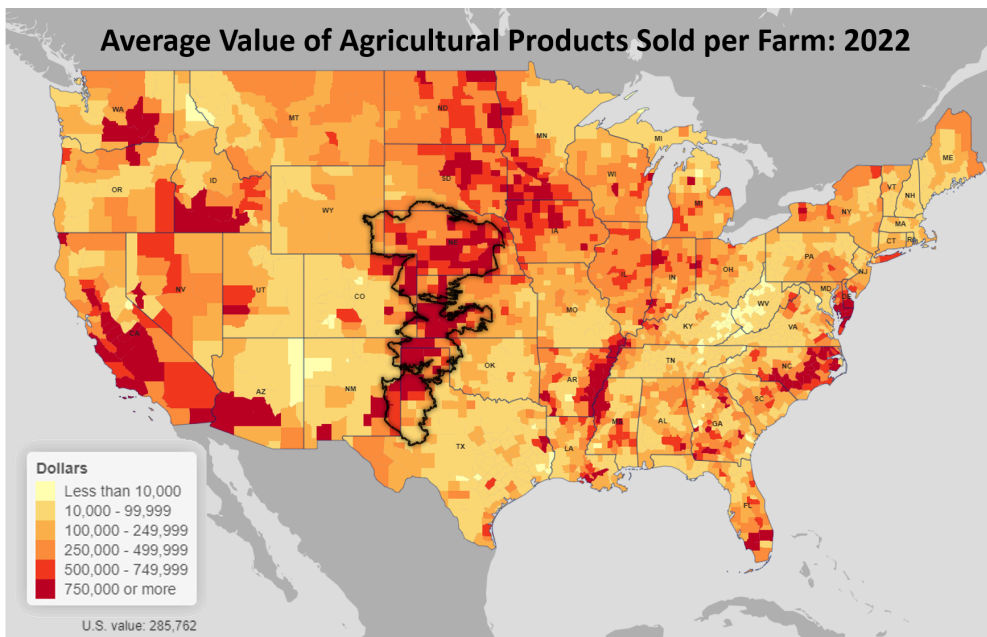 Average Value of Agricultural Products Sold per Farm: 2022
WA
MT
ND
MN
MI
ME
OR
ID
SD
WI
VT
NH
WY
MI
NY
MA
CT
RI
NE
IA
PA
NJ
NV
UT
CO
IL
IN
OH
MD
DE
WV
VA
MO
KY
NC
TN
AZ
NM
OK
AR
SC
MS
AL
GA
TX
LA
FL
Dollars
Less than 10,000
10,000 - 99,999
100,000 - 249,999
250,000 - 499,999
500,000 - 749,999
750,000 or more
U.S. value: 285,762